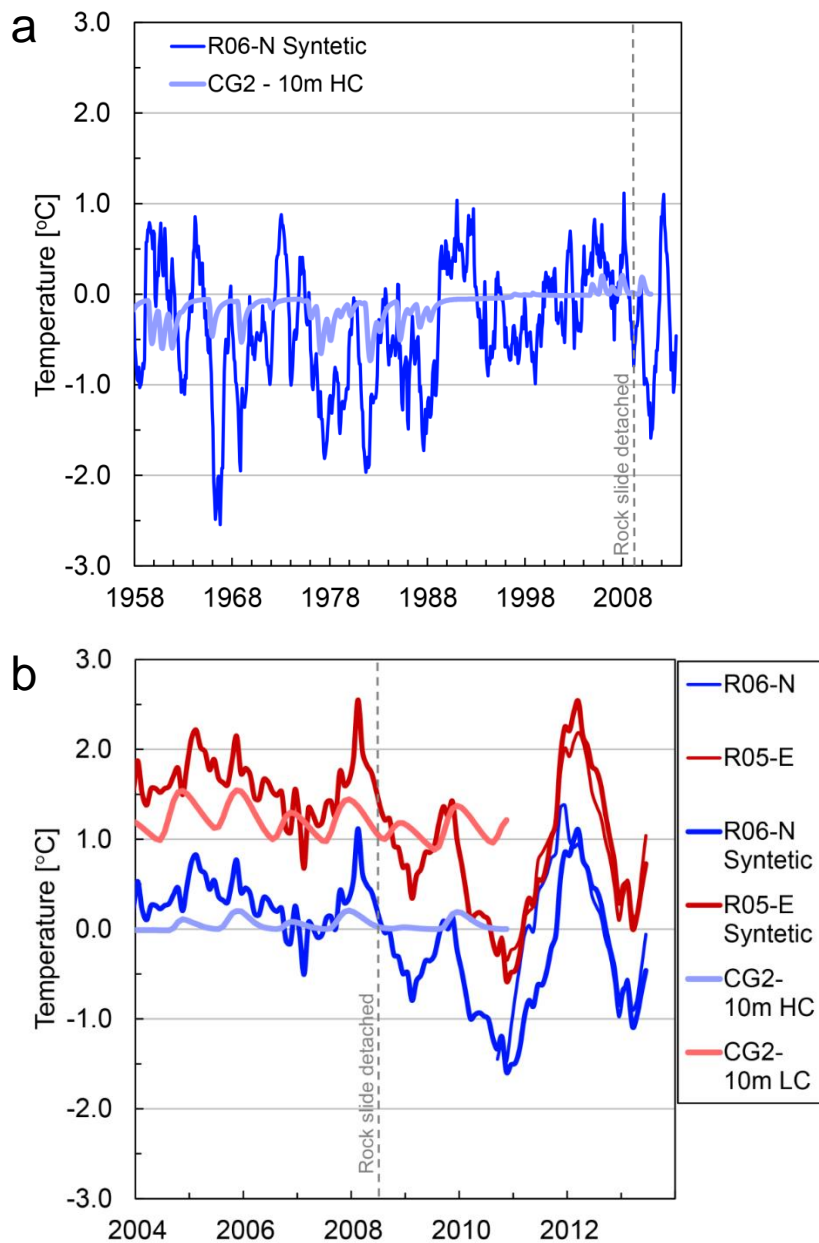 a
R06-N Syntetic
CG2 - 10m HC
Temperature [°C]
3.0
2.0
1.0
0.0
-1.0
-2.0
-3.0
Rock slide detached
1958
1968
1978
1988
1998
2008
b
Temperature [°C]
3.0
2.0
1.0
0.0
-1.0
-2.0
-3.0
Rock slide detached
2004
2006
2008
2010
2012
R06-N
R05-E
R06-N
Syntetic
R05-E
Syntetic
CG2-
10m HC
CG2-
10m LC